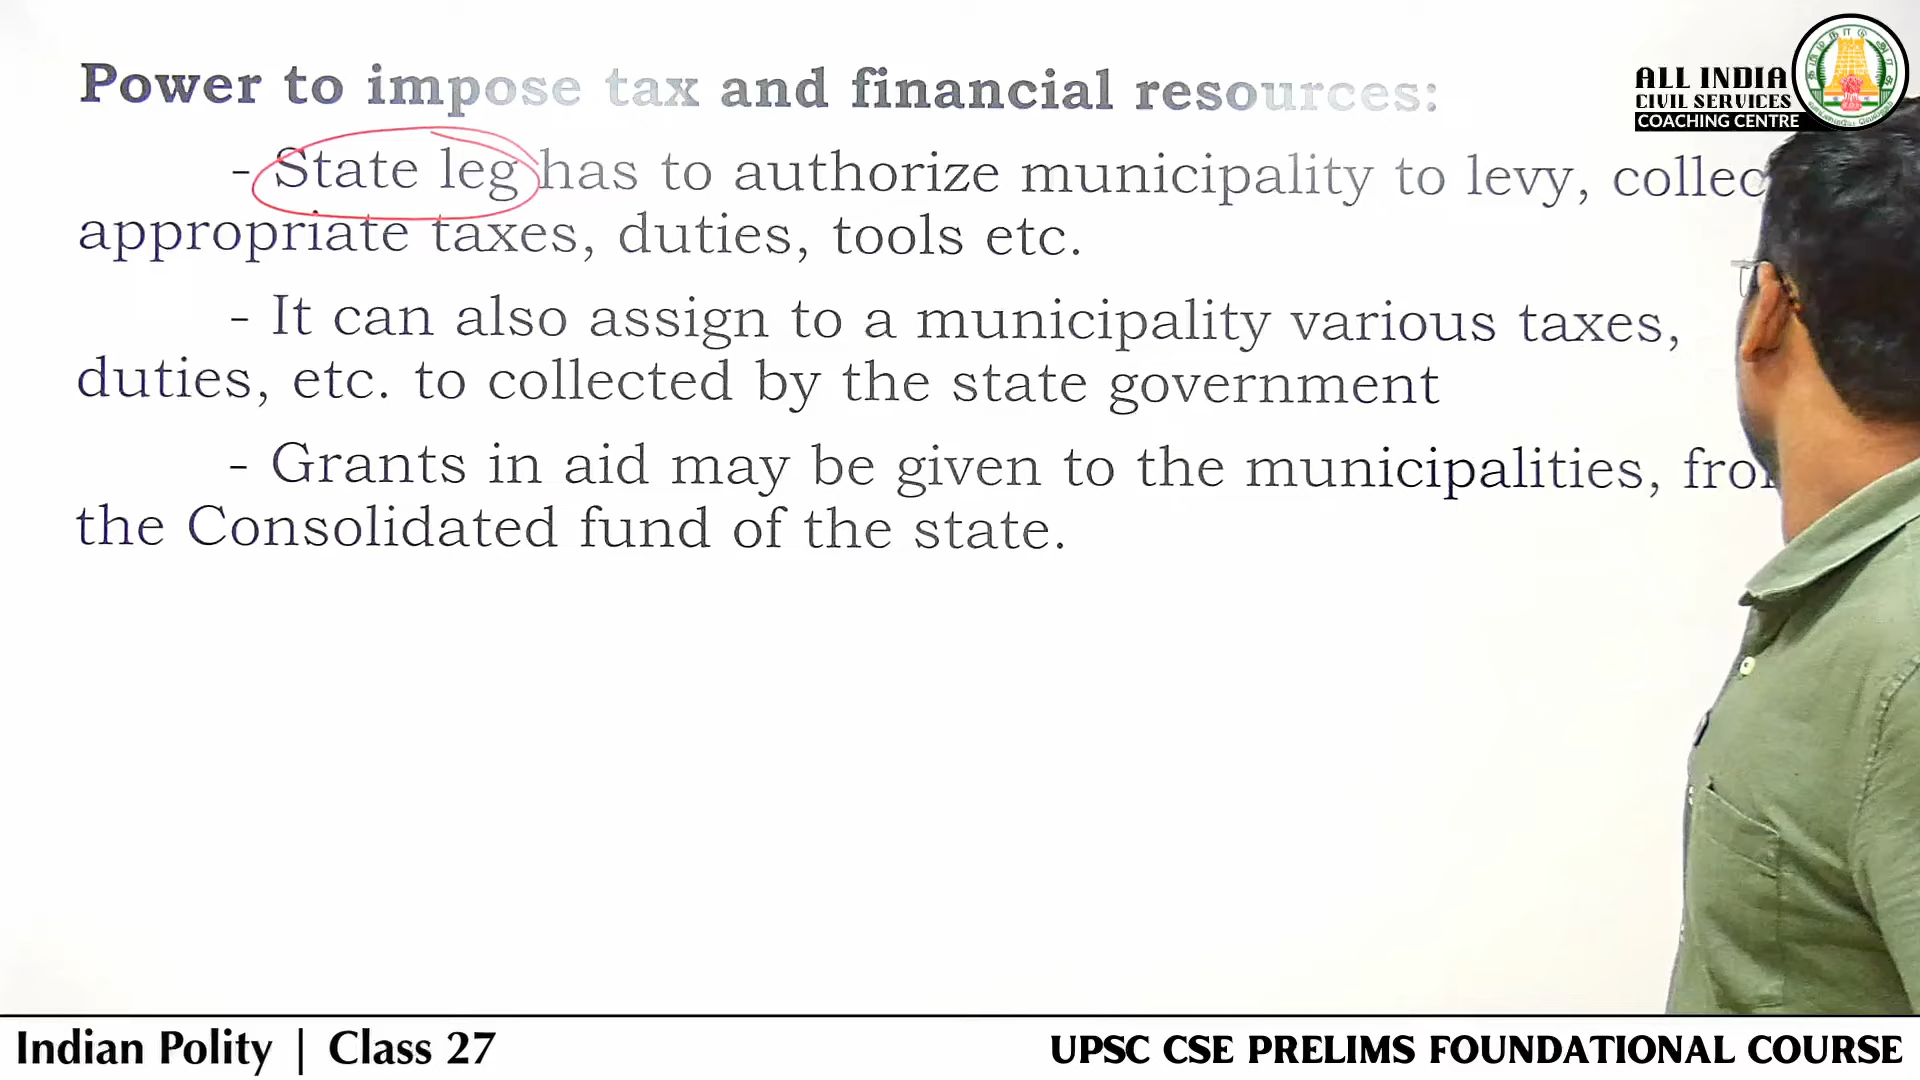 Power to impose tax and financial resources:
- State leg has to authorize municipality to levy,
appropriate taxes, duties, tools etc.
- It can also assign to a municipality various taxes,
duties, etc. to collected by the state government
- Grants in aid may be given to the municipalities,
the Consolidated fund of the state.
ALL INDIA
CIVIL SERVICES
COACHING CENTRE
Indian Polity | Class 27
UPSC CSE PRELIMS FOUNDATIONAL COURSE